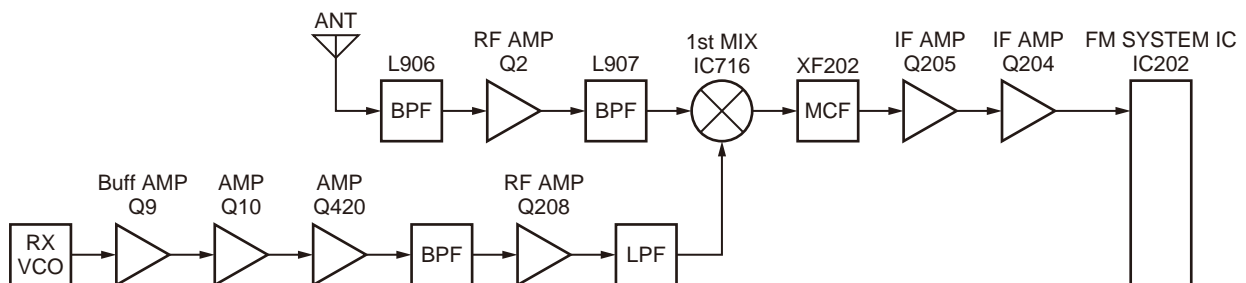 ANT
L906
BPF
RF AMP
Q2
L907
BPF
1st MIX
IC716
XF202
MCF
IF AMP
Q205
IF AMP
Q204
FM SYSTEM IC
IC202
RX
VCO
Buff AMP
Q9
AMP
Q10
AMP
Q420
BPF
RF AMP
Q208
LPF